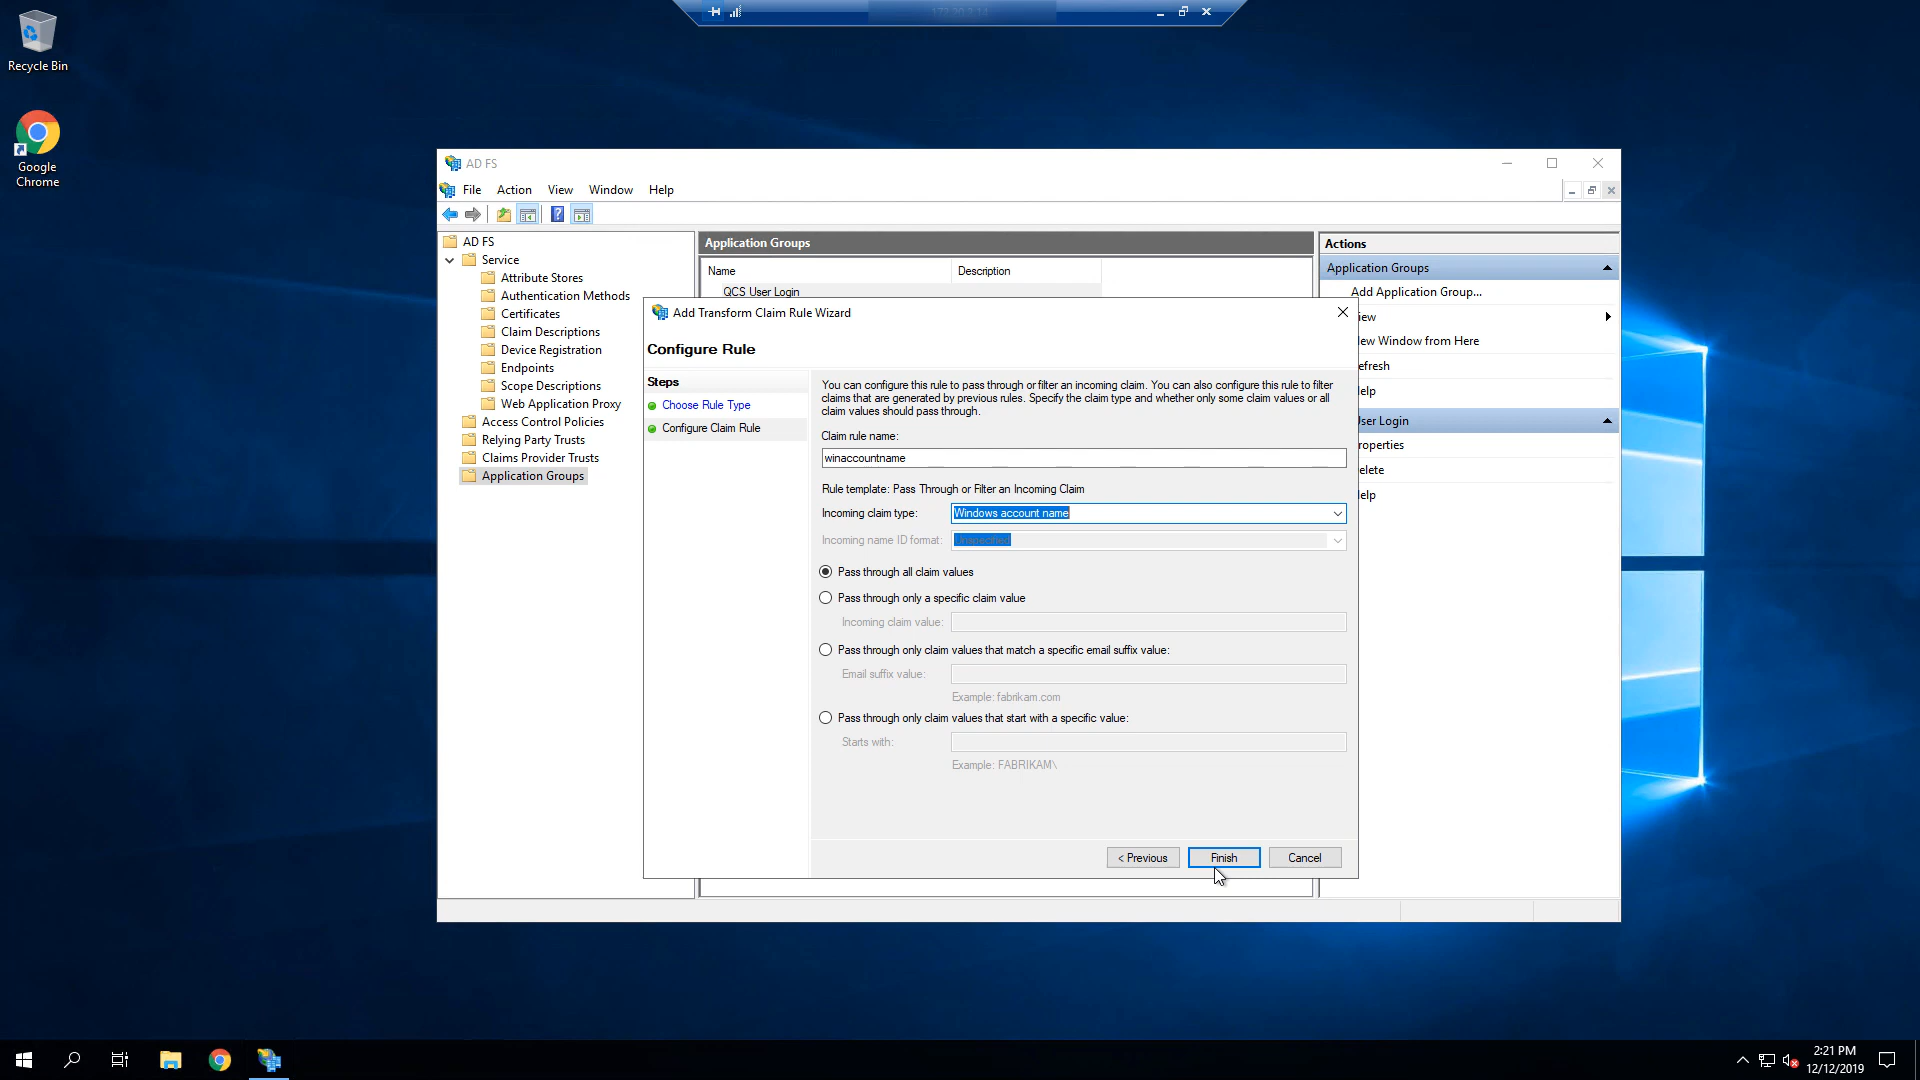 Recycle Bin
Google
Chrome
AD FS
File Action View Window Help
AD FS
Service
Attribute Stores
Authentication Methods
Certificates
Claim Descriptions
Device Registration
Endpoints
Scope Descriptions
Web Application Proxy
Access Control Policies
Relying Party Trusts
Claims Provider Trusts
Application Groups
Application Groups
Name Description
QCS User Login
Add Transform Claim Rule Wizard
Configure Rule
Steps
Choose Rule Type
Configure Claim Rule
You can configure this rule to pass through or filter an incoming claim. You can also configure this rule to filter
claims that are generated by previous rules. Specify the claim type and whether only some claim values or all
claim values should pass through.
Claim rule name:
winaccountname
Rule template: Pass Through or Filter an Incoming Claim
Incoming claim type: Windows account name
Incoming name ID format: Unspecified
Pass through all claim values
Pass through only a specific claim value
Incoming claim value:
Pass through only claim values that match a specific email suffix value:
Email suffix value:
Example: fabrikam.com
Pass through only claim values that start with a specific value:
Starts with:
Example: FABRIKAM\
< Previous Finish Cancel
Actions
Application Groups
Add Application Group...
iew
ew Window from Here
efresh
elp
ser Login
roperties
elete
elp
2:21 PM
12/12/2019